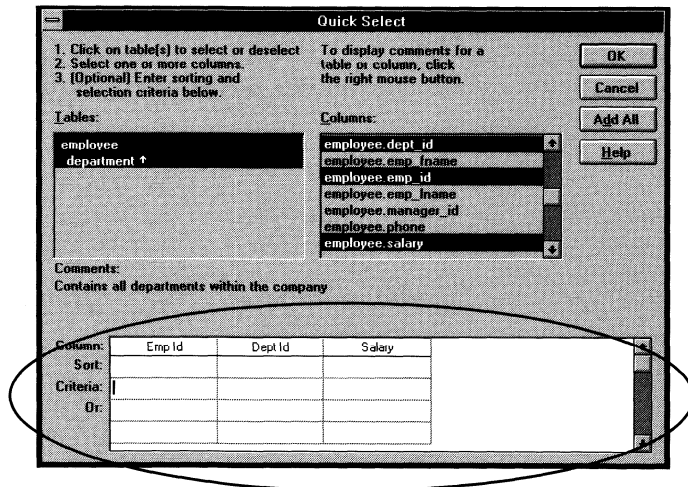 Quick Select
1. Click on table(s) to select or deselect
2. Select one or more columns.
3. (Optional) Enter sorting and
selection criteria below.
To display comments for a
table or column, click
the right mouse button.
OK
Cancel
Add All
Help
Tables:
employee
department ↑
Columns:
employee.dept_id
employee.emp_fname
employee.emp_id
employee.emp_lname
employee.manager_id
employee.phone
employee.salary
Comments:
Contains all departments within the company
Column: Emp Id Dept Id Salary
Sort:
Criteria:
Or: